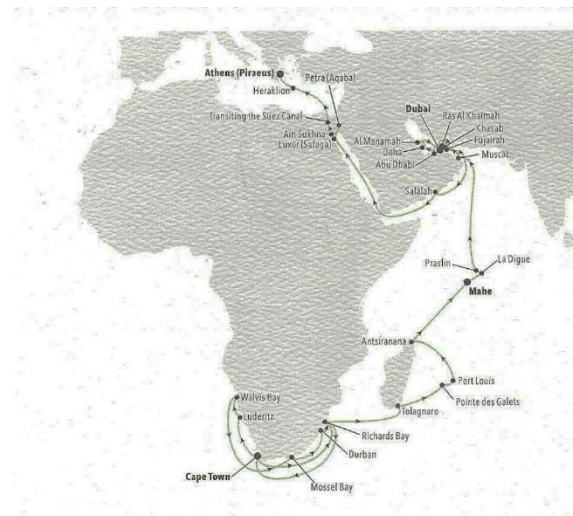 Athens (Piraeus)
Petra (Aqaba)
Heraklion
Transiting the Suez Canal
Ain Sukhna
Luxor (Safaga)
Dubai
Ras Al Khaimah
Khasab
Al Manamah
Fujairah
Doha
Muscat
Abu Dhabi
Salalah
Praslin
La Digue
Mahe
Antsiranana
Port Louis
Walvis Bay
Pointe des Galets
Tolagnaro
Luderitz
Richards Bay
Durban
Cape Town
Mossel Bay